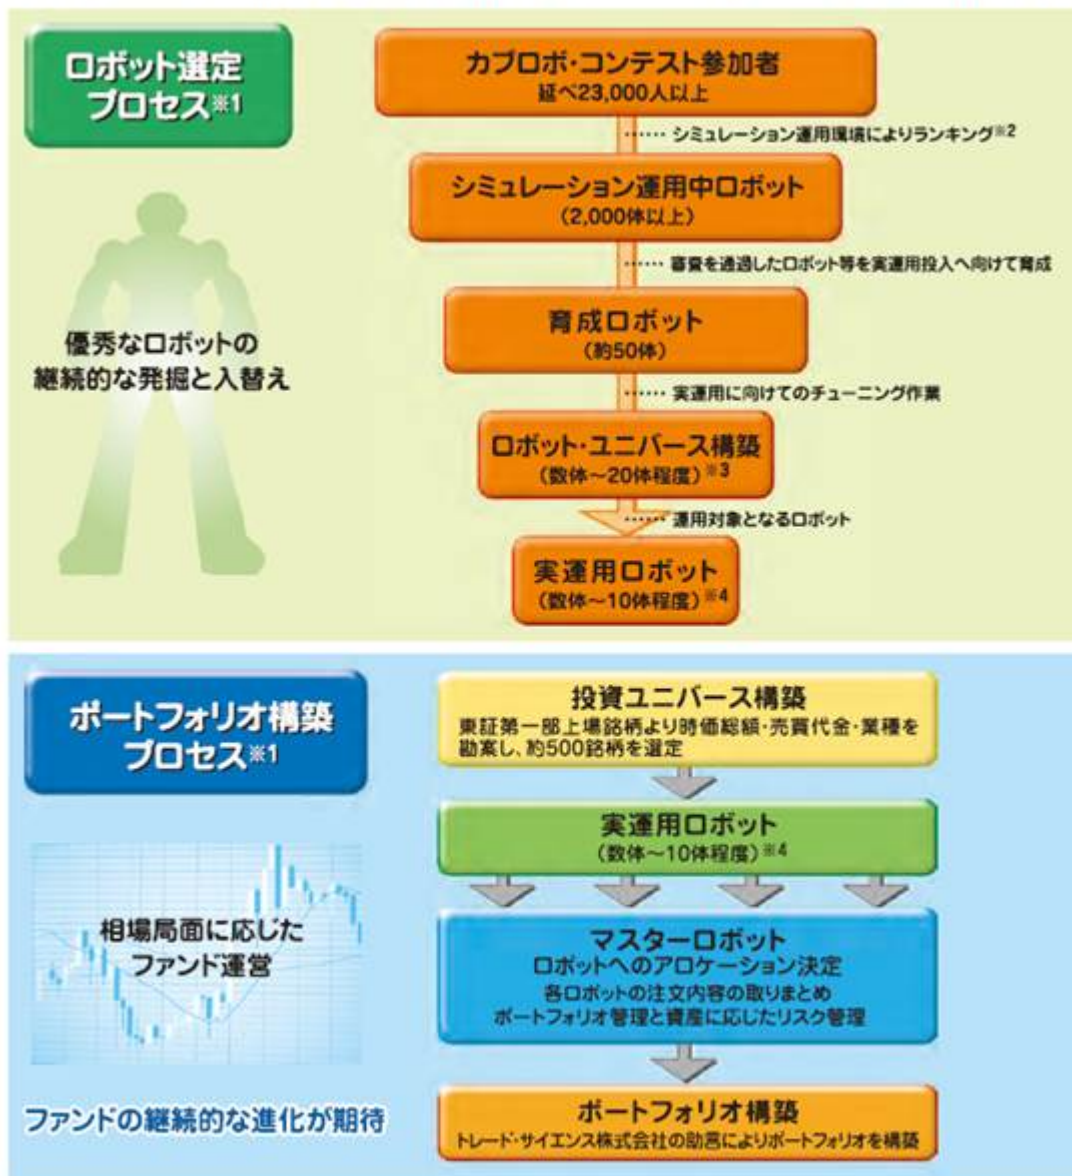 ロボット選定
プロセス※1
カブロボ・コンテスト参加者
延べ23,000人以上
…… シミュレーション運用環境によりランキング※2
シミュレーション運用中ロボット
(2,000体以上)
…… 審査を通過したロボット等を実運用投入へ向けて育成
優秀なロボットの
継続的な発掘と入替え
育成ロボット
(約50体)
…… 実運用に向けてのチューニング作業
ロボット・ユニバース構築
(数体～20体程度)※3
…… 運用対象となるロボット
実運用ロボット
(数体～10体程度)※4
ポートフォリオ構築
プロセス※1
投資ユニバース構築
東証第一部上場銘柄より時価総額・売買代金・業種を
勘案し、約500銘柄を選定
実運用ロボット
(数体～10体程度)※4
相場局面に応じた
ファンド運営
マスターロボット
ロボットへのアロケーション決定
各ロボットの注文内容の取りまとめ
ポートフォリオ管理と資産に応じたリスク管理
ファンドの継続的な進化が期待
ポートフォリオ構築
トレード・サイエンス株式会社の助言によりポートフォリオを構築